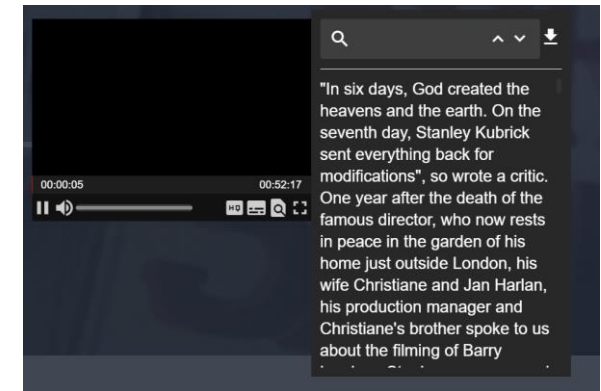 00:00:05
00:52:17
HQ
"In six days, God created the
heavens and the earth. On the
seventh day, Stanley Kubrick
sent everything back for
modifications", so wrote a critic.
One year after the death of the
famous director, who now rests
in peace in the garden of his
home just outside London, his
wife Christiane and Jan Harlan,
his production manager and
Christiane's brother spoke to us
about the filming of Barry